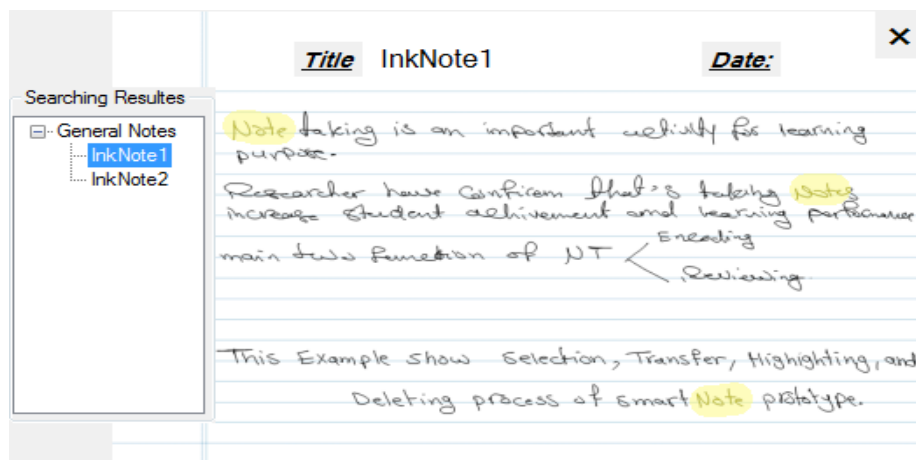 Title InkNote1 Date:
Searching Resultes
General Notes
InkNote1
InkNote2
Note taking is an important activity for learning
purpose.
Researcher have Confirem that's taking Notes
increase student achivement and learning performance
main two function of NT
Encoding
Reviewing
This Example show Selection, Transfer, Highighting, and
Deleting process of smart Note prototype.